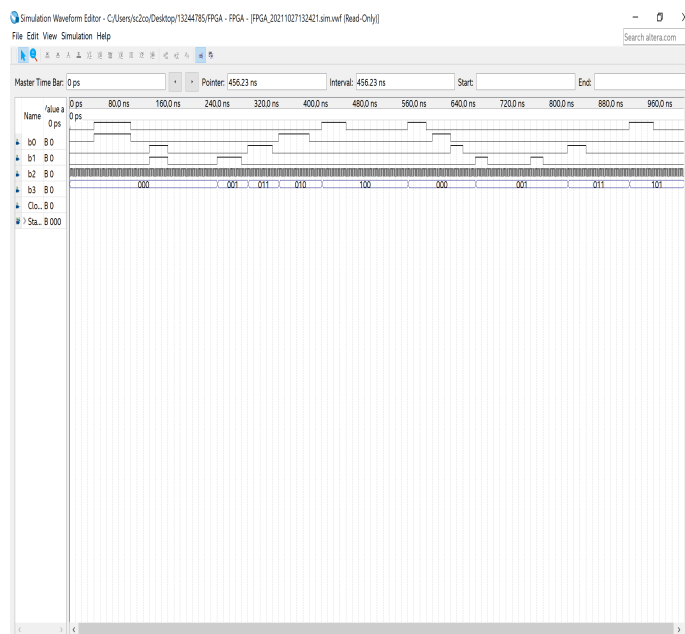 Simulation Waveform Editor - C:/Users/sc2co/Desktop/13244785/FPGA - FPGA - [FPGA_20211027132421.sim.vwf (Read-Only)]
File Edit View Simulation Help
Search altera.com
Master Time Bar: 0 ps Pointer: 456.23 ns Interval: 456.23 ns Start: End:
Name Value a 0 ps
0 ps 80.0 ns 160.0 ns 240.0 ns 320.0 ns 400.0 ns 480.0 ns 560.0 ns 640.0 ns 720.0 ns 800.0 ns 880.0 ns 960.0 ns
0 ps
b0 B 0
b1 B 0
b2 B 0
b3 B 0
Clo... B 0
Sta... B 000
000 001 011 010 100 000 001 011 101